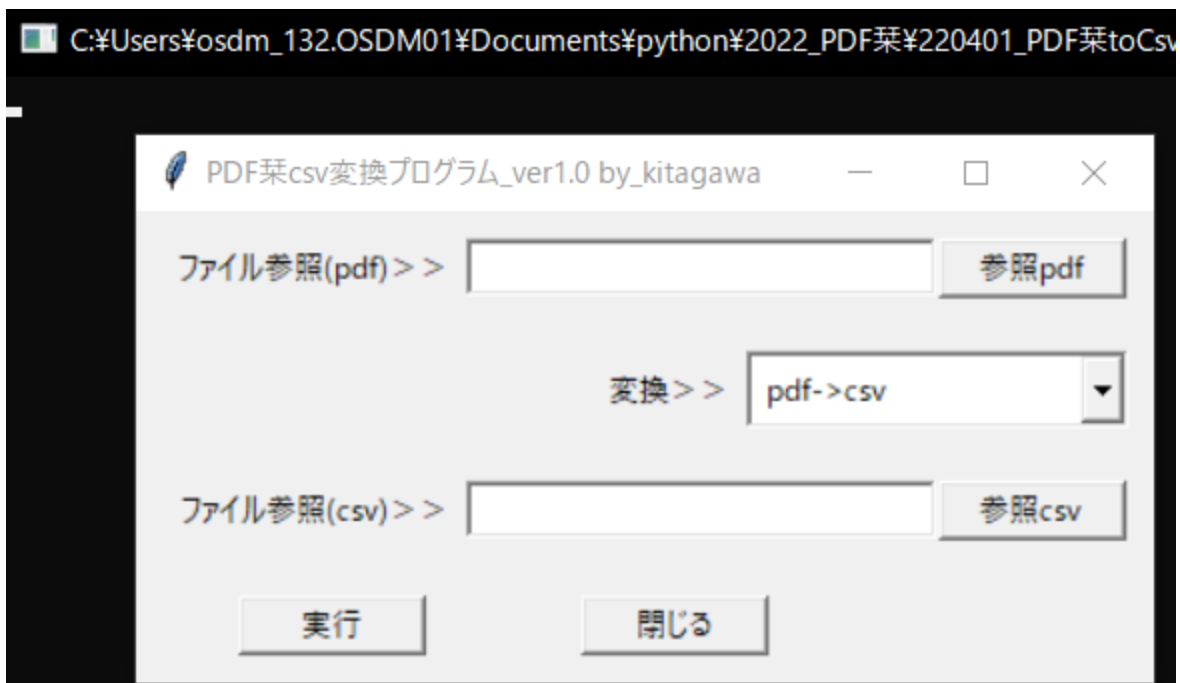 C:¥Users¥osdm_132.OSDM01¥Documents¥python¥2022_PDF栞¥220401_PDF栞toCsv
PDF栞csv変換プログラム_ver1.0 by_kitagawa
ファイル参照(pdf)>> 参照pdf
変換>> pdf->csv
ファイル参照(csv)>> 参照csv
実行 閉じる